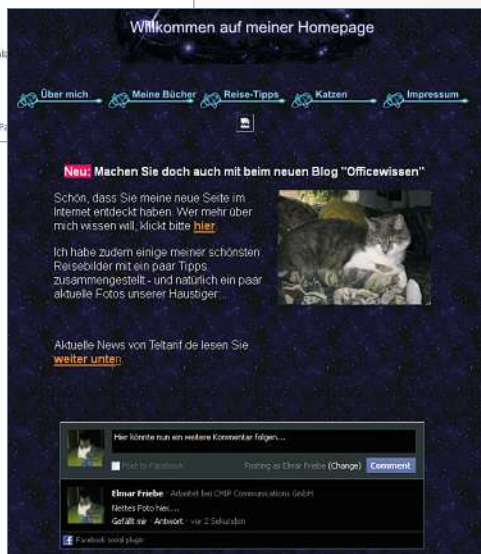 Willkommen auf meiner Homepage
Über mich
Meine Bücher
Reise-Tipps
Katzen
Impressum
Neu: Machen Sie doch auch mit beim neuen Blog "Officewissen"
Schön, dass Sie meine neue Seite im
Internet entdeckt haben. Wer mehr über
mich wissen will, klickt bitte hier.
Ich habe zudem einige meiner schönsten
Reisebilder mit ein paar Tipps
zusammengestellt - und natürlich ein paar
aktuelle Fotos unserer Haustiger...
Aktuelle News von Teltarif.de lesen Sie
weiter unten.
Hier könnte nun ein weitere Kommentar folgen...
Post to Facebook
Posting as Elmar Friebe (Change)
Comment
Elmar Friebe · Arbeitet bei CHIP Communications GmbH
Nettes Foto hier....
Gefällt mir · Antwort · vor 2 Sekunden
Facebook social plugin